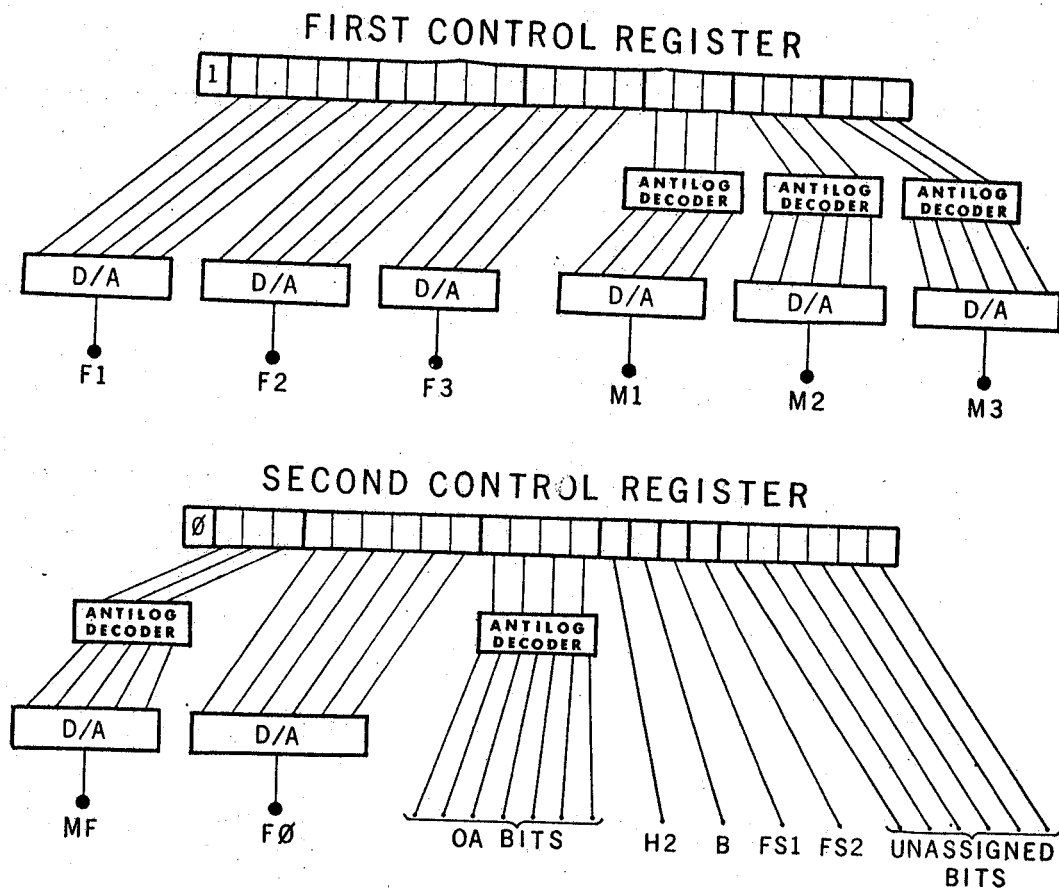 FIRST CONTROL REGISTER
1
ANTILOG DECODER
ANTILOG DECODER
ANTILOG DECODER
D/A
D/A
D/A
D/A
D/A
D/A
F1
F2
F3
M1
M2
M3
SECOND CONTROL REGISTER
Ø
ANTILOG DECODER
ANTILOG DECODER
D/A
D/A
MF
FØ
OA BITS
H2
B
FS1
FS2
UNASSIGNED BITS